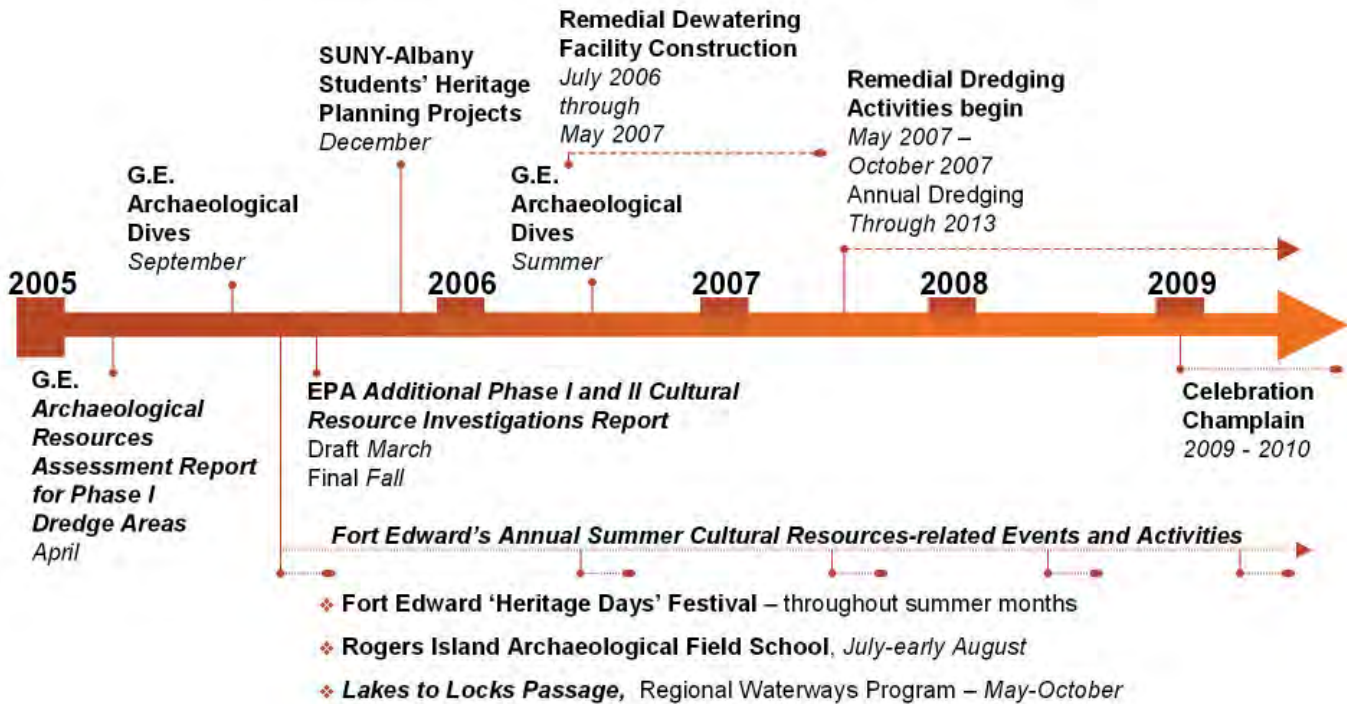 Remedial Dewatering
Facility Construction
July 2006
through
May 2007
SUNY-Albany
Students' Heritage
Planning Projects
December
Remedial Dredging
Activities begin
May 2007 –
October 2007
Annual Dredging
Through 2013
G.E.
Archaeological
Dives
September
G.E.
Archaeological
Dives
Summer
2005
2006
2007
2008
2009
G.E.
Archaeological
Resources
Assessment Report
for Phase I
Dredge Areas
April
EPA Additional Phase I and II Cultural
Resource Investigations Report
Draft March
Final Fall
Celebration
Champlain
2009 - 2010
Fort Edward's Annual Summer Cultural Resources-related Events and Activities
❖ Fort Edward 'Heritage Days' Festival – throughout summer months
❖ Rogers Island Archaeological Field School, July-early August
❖ Lakes to Locks Passage, Regional Waterways Program – May-October